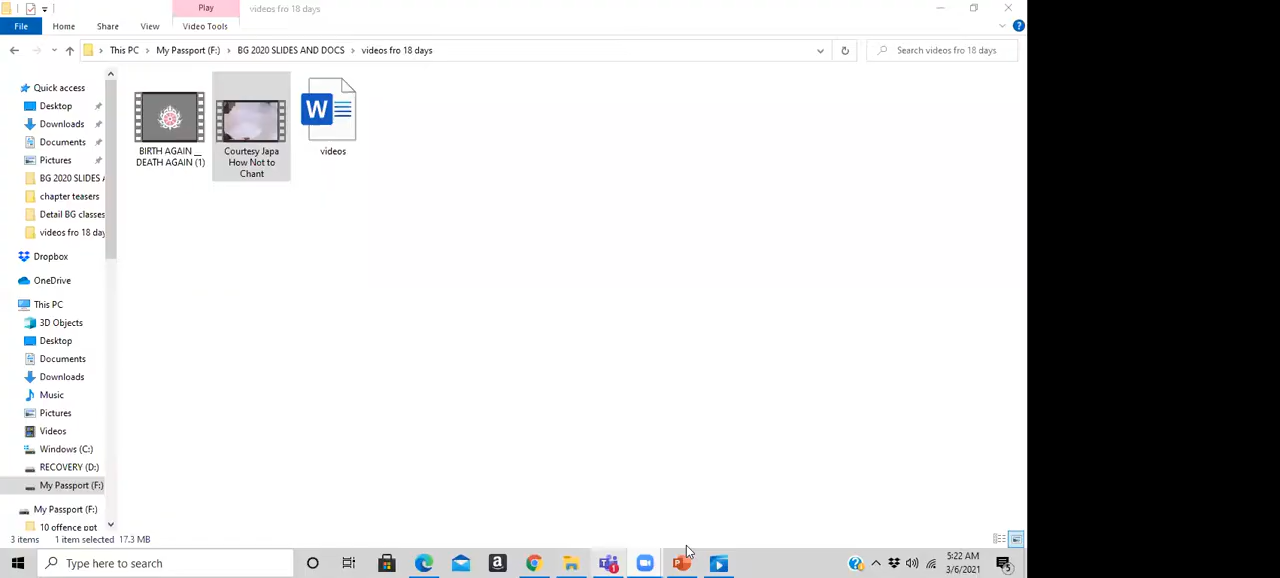 Play
videos fro 18 days
File
Home
Share
View
Video Tools
This PC
My Passport (F:)
BG 2020 SLIDES AND DOCS
videos fro 18 days
Search videos fro 18 days
Quick access
Desktop
Downloads
Documents
Pictures
BG 2020 SLIDES A
chapter teasers
Detail BG classes
videos fro 18 day
Dropbox
OneDrive
This PC
3D Objects
Desktop
Documents
Downloads
Music
Pictures
Videos
Windows (C:)
RECOVERY (D:)
My Passport (F:)
My Passport (F:)
10 offence ppt
BIRTH AGAIN __
DEATH AGAIN (1)
Courtesy Japa
How Not to
Chant
W
videos
3 items
1 item selected
17.3 MB
Type here to search
5:22 AM
3/6/2021